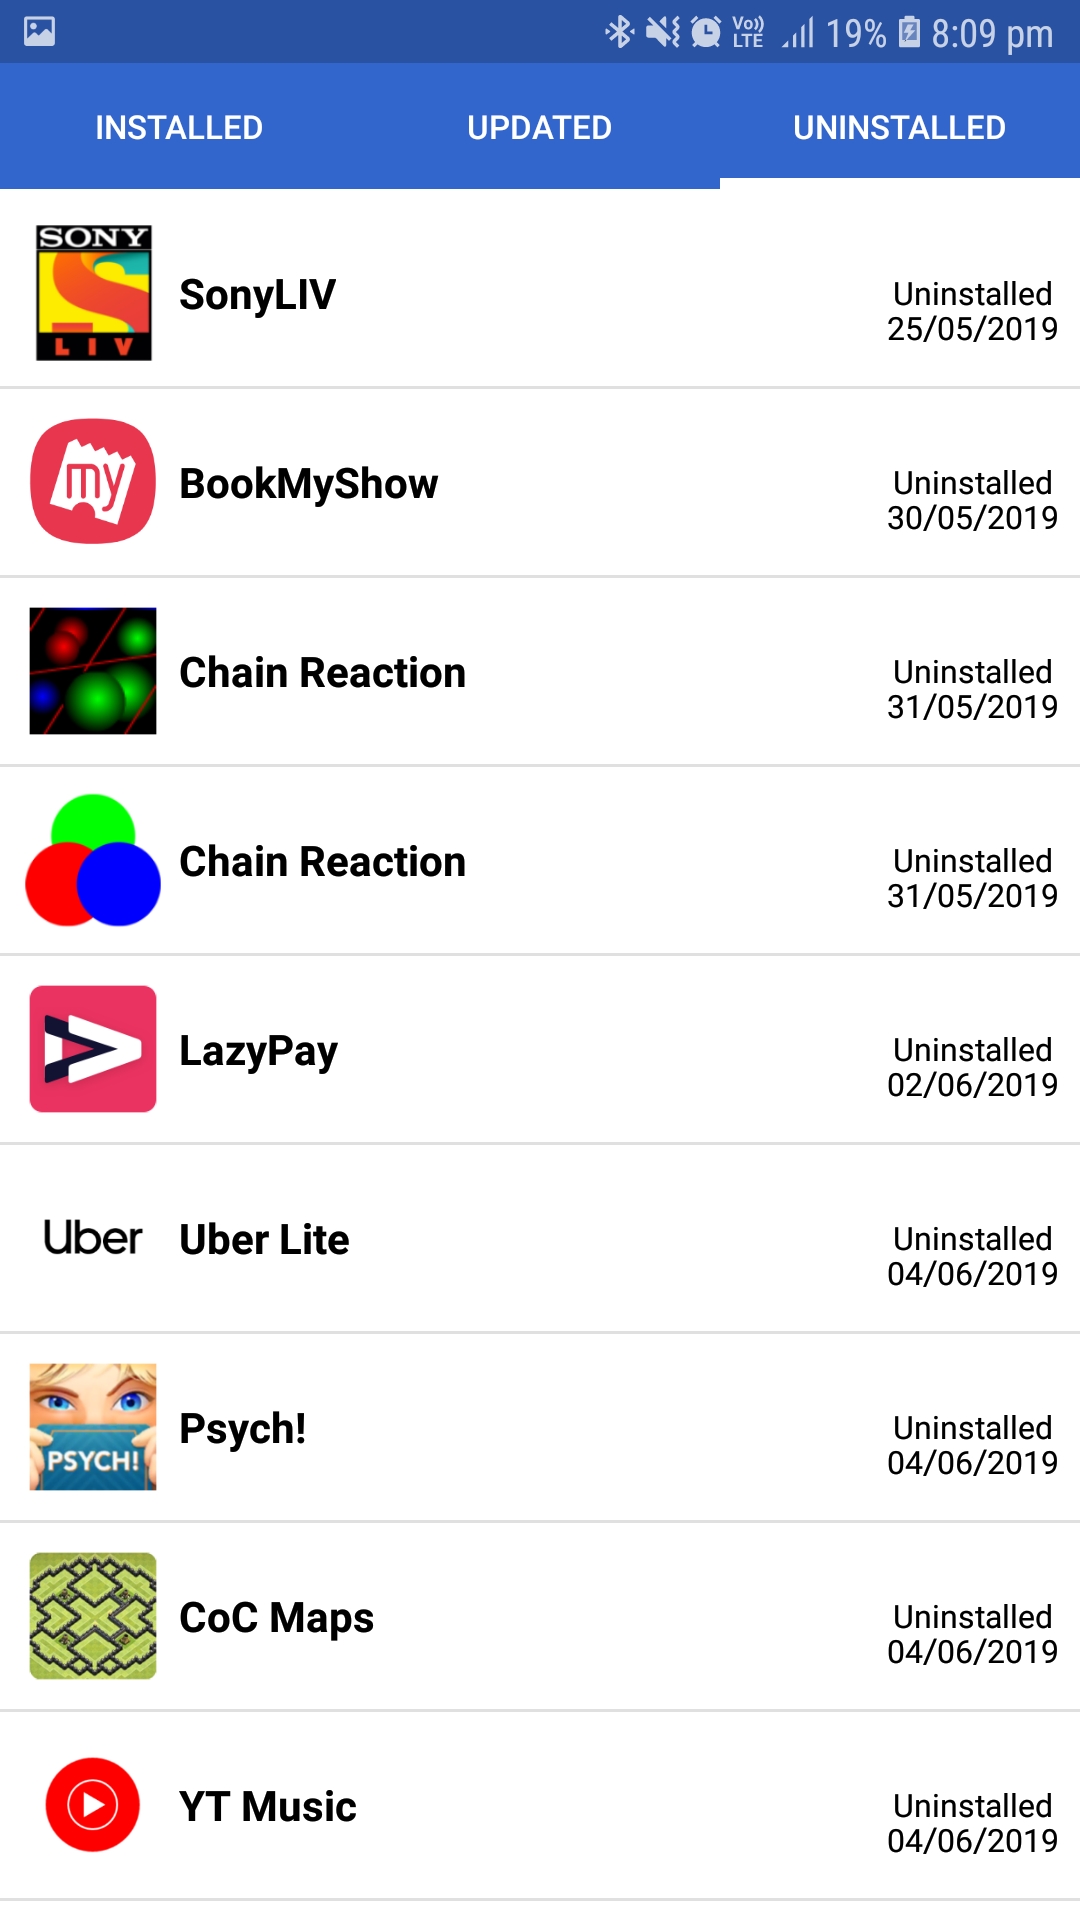 Vo)) LTE 19% 8:09 pm
INSTALLED UPDATED UNINSTALLED
SONY
LIV
SonyLIV
Uninstalled
25/05/2019
my
BookMyShow
Uninstalled
30/05/2019
Chain Reaction
Uninstalled
31/05/2019
Chain Reaction
Uninstalled
31/05/2019
LazyPay
Uninstalled
02/06/2019
Uber
Uber Lite
Uninstalled
04/06/2019
PSYCH!
Psych!
Uninstalled
04/06/2019
CoC Maps
Uninstalled
04/06/2019
YT Music
Uninstalled
04/06/2019